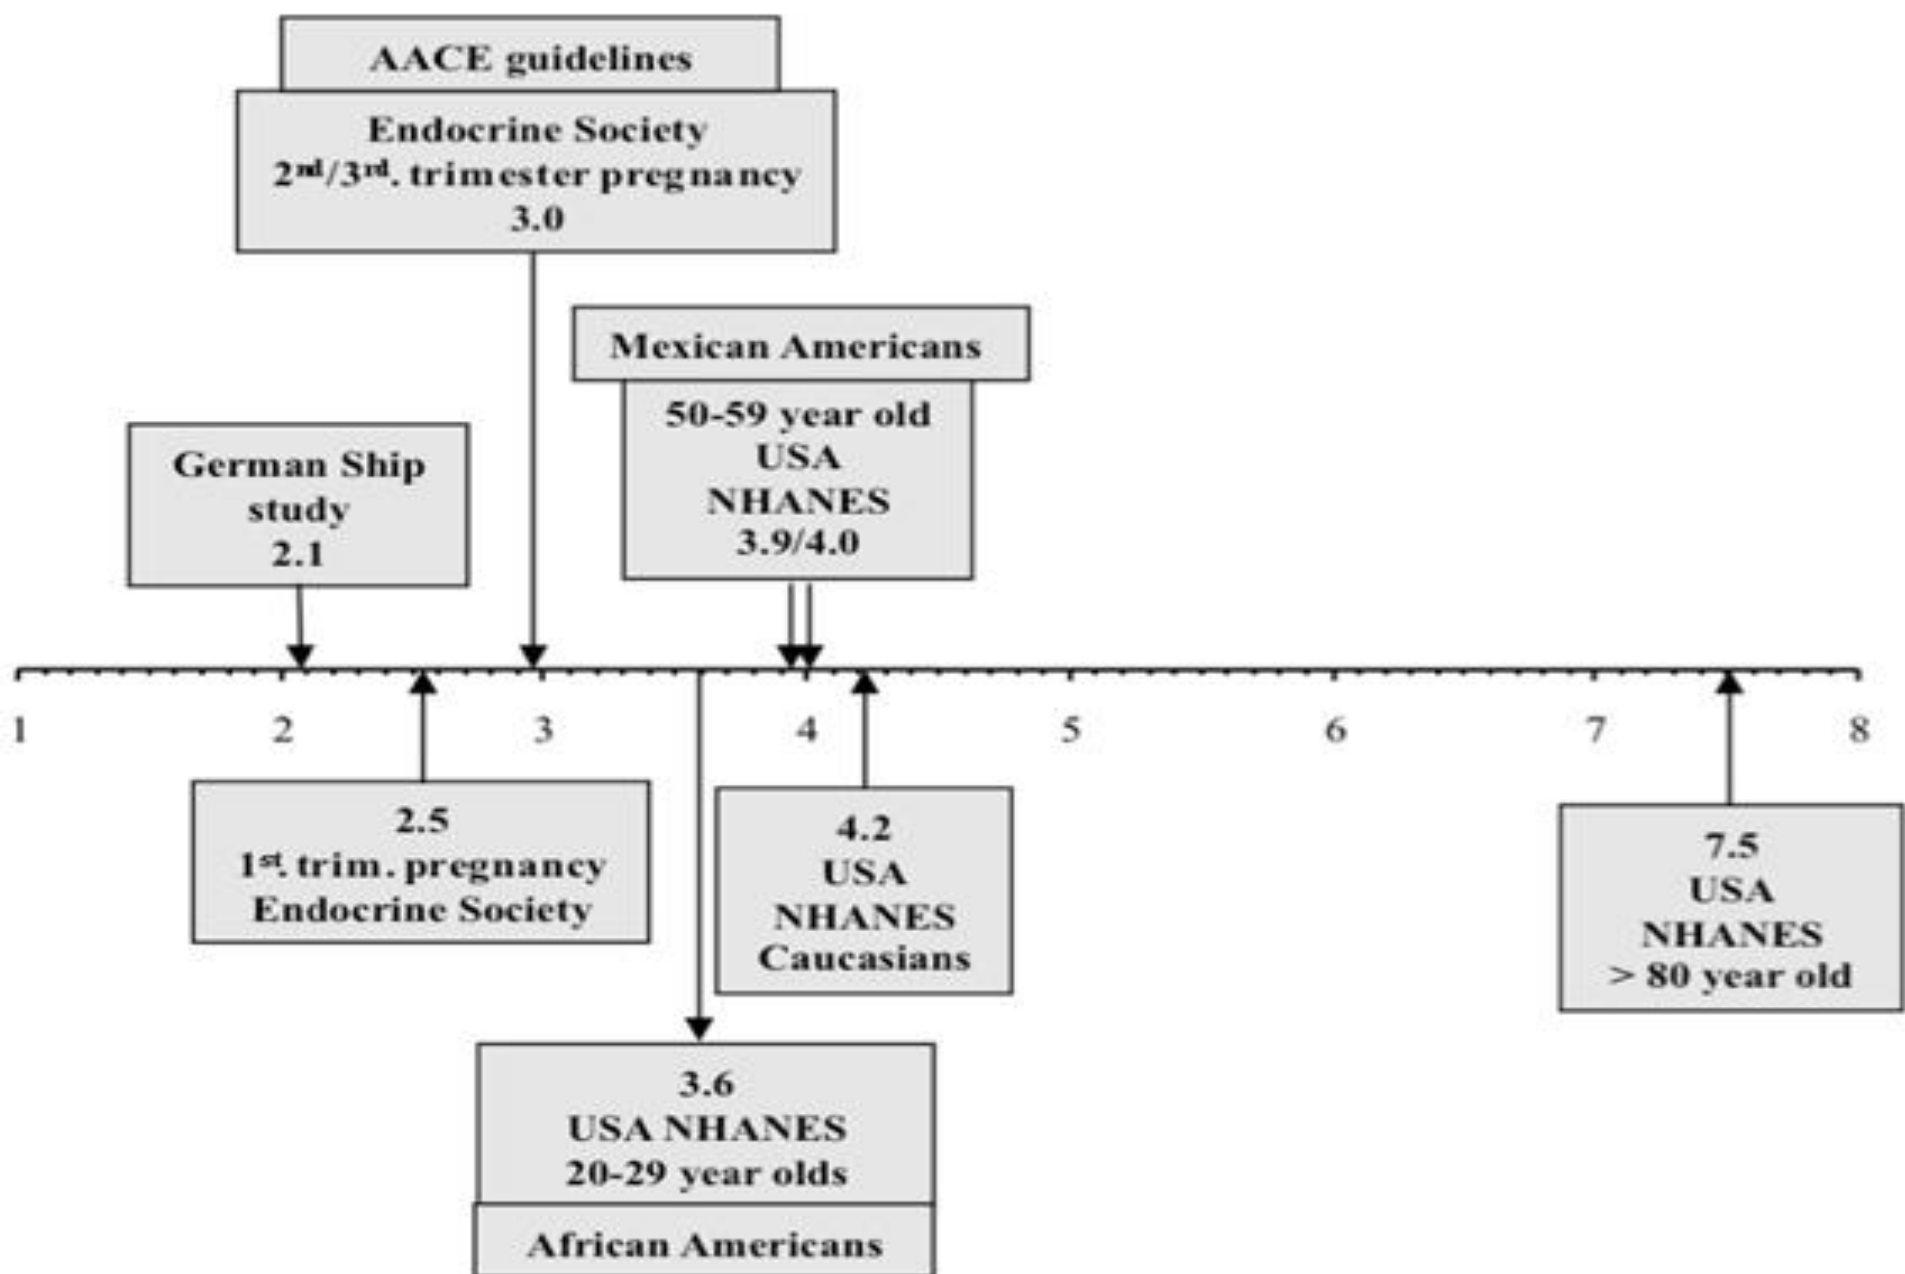 AACE guidelines
Endocrine Society
2nd/3rd. trimester pregnancy
3.0
Mexican Americans
50-59 year old
USA
NHANES
3.9/4.0
German Ship
study
2.1
1 2 3 4 5 6 7 8
2.5
1st. trim. pregnancy
Endocrine Society
4.2
USA
NHANES
Caucasians
7.5
USA
NHANES
> 80 year old
3.6
USA NHANES
20-29 year olds
African Americans